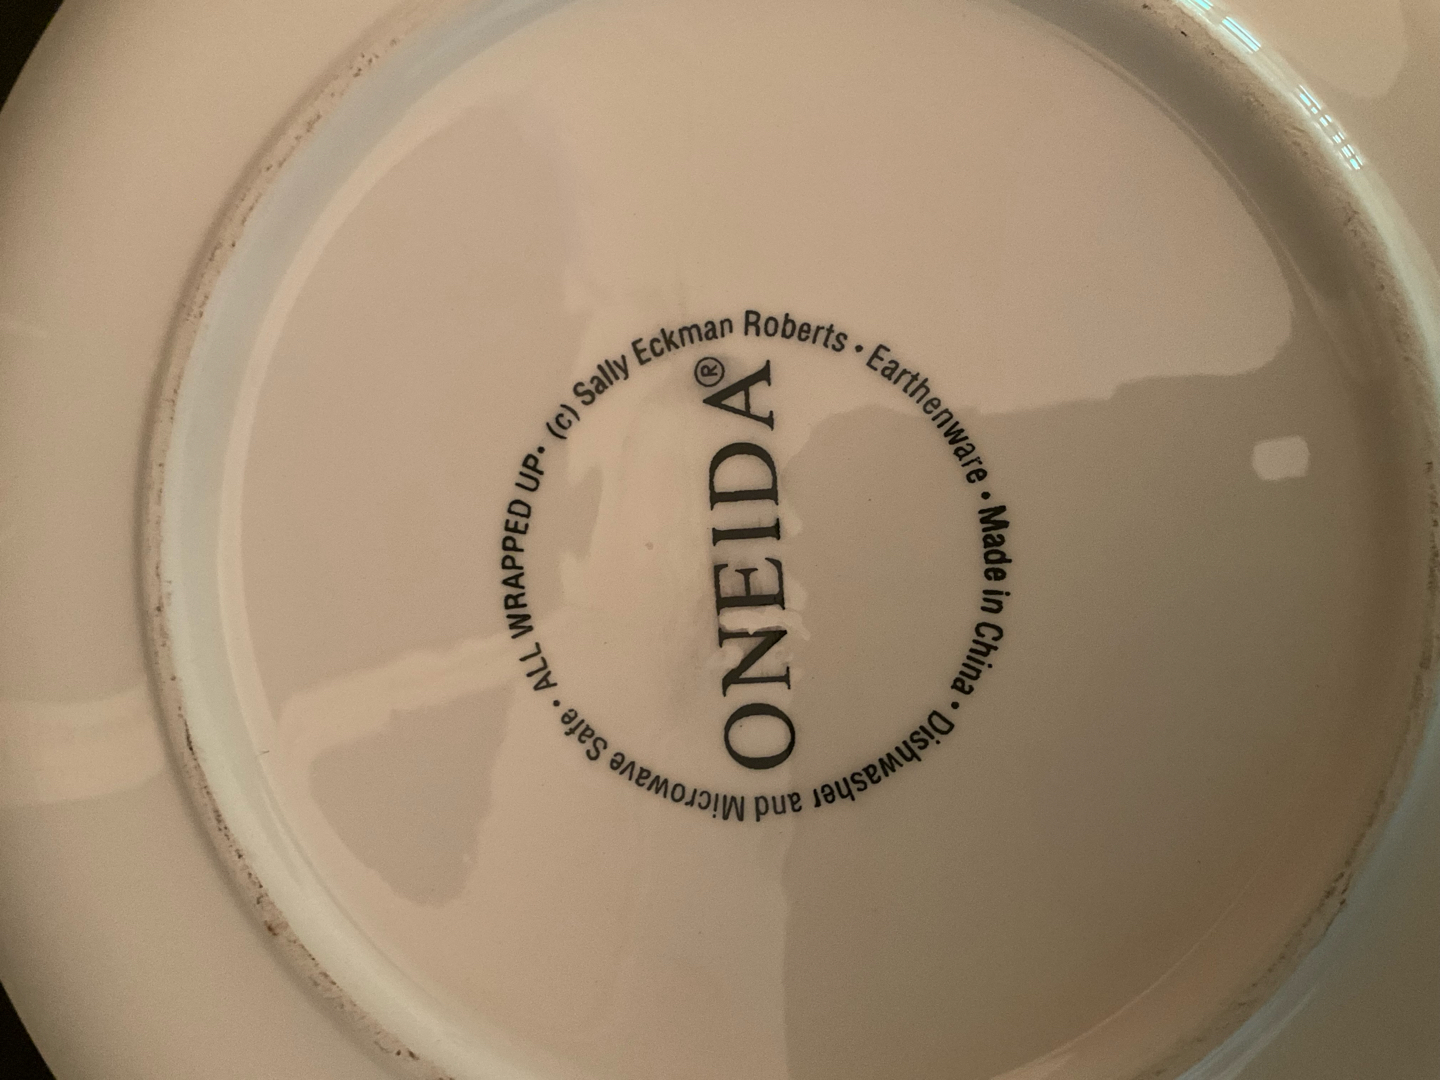 ALL WRAPPED UP • (c) Sally Eckman Roberts • Earthenware • Made in China • Dishwasher and Microwave Safe •
ONEIDA®